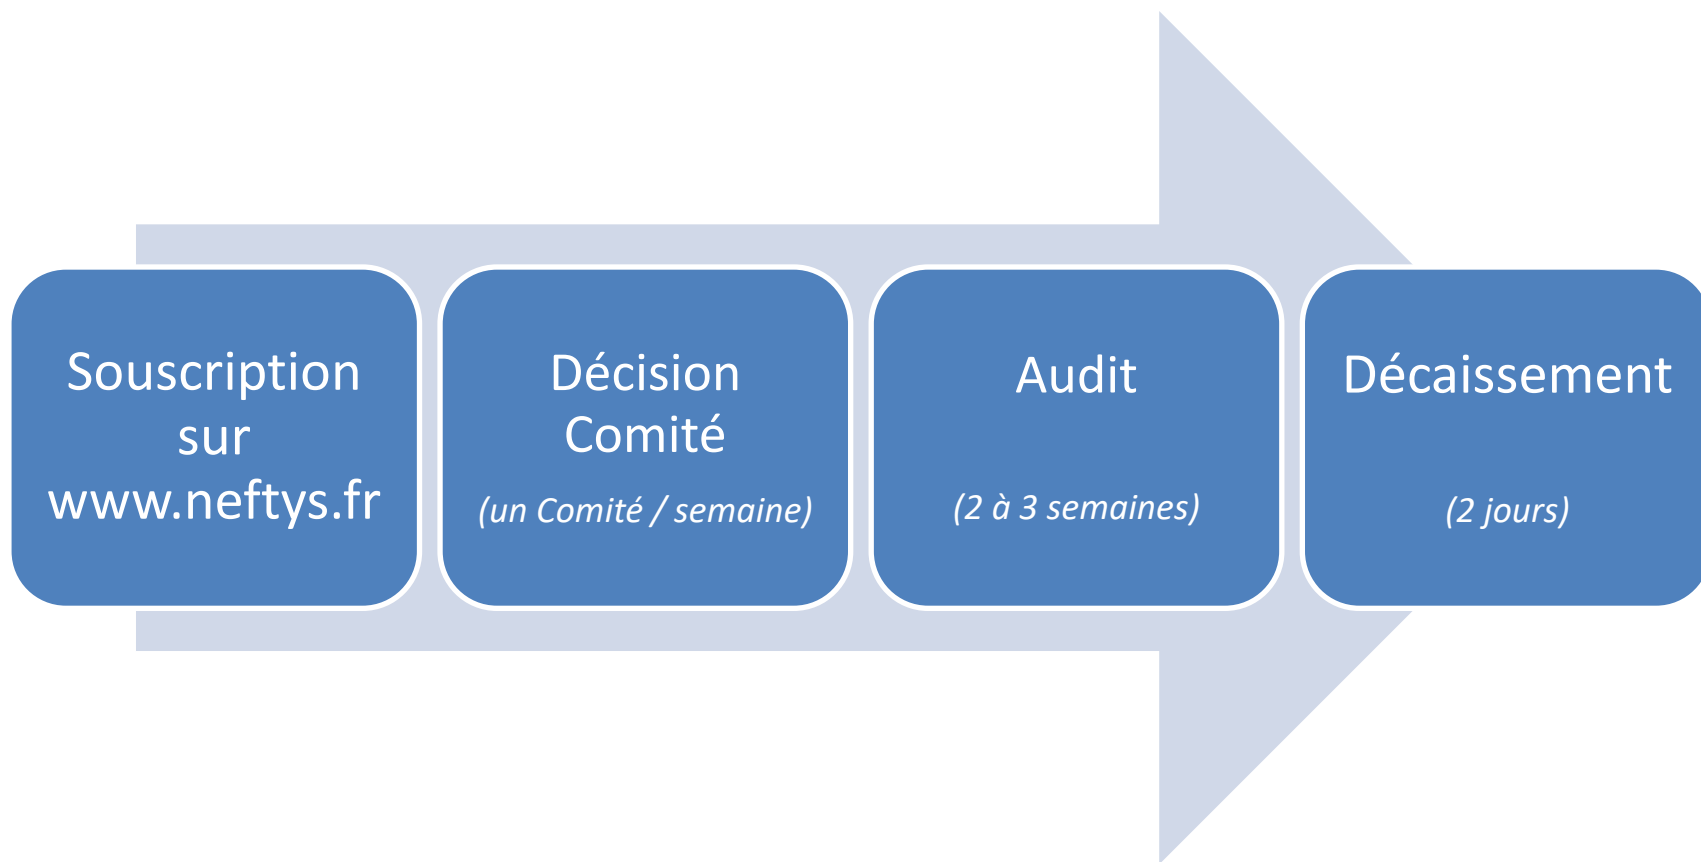 Souscription
sur
www.neftys.fr
Décision
Comité
(un Comité / semaine)
Audit
(2 à 3 semaines)
Décaissement
(2 jours)